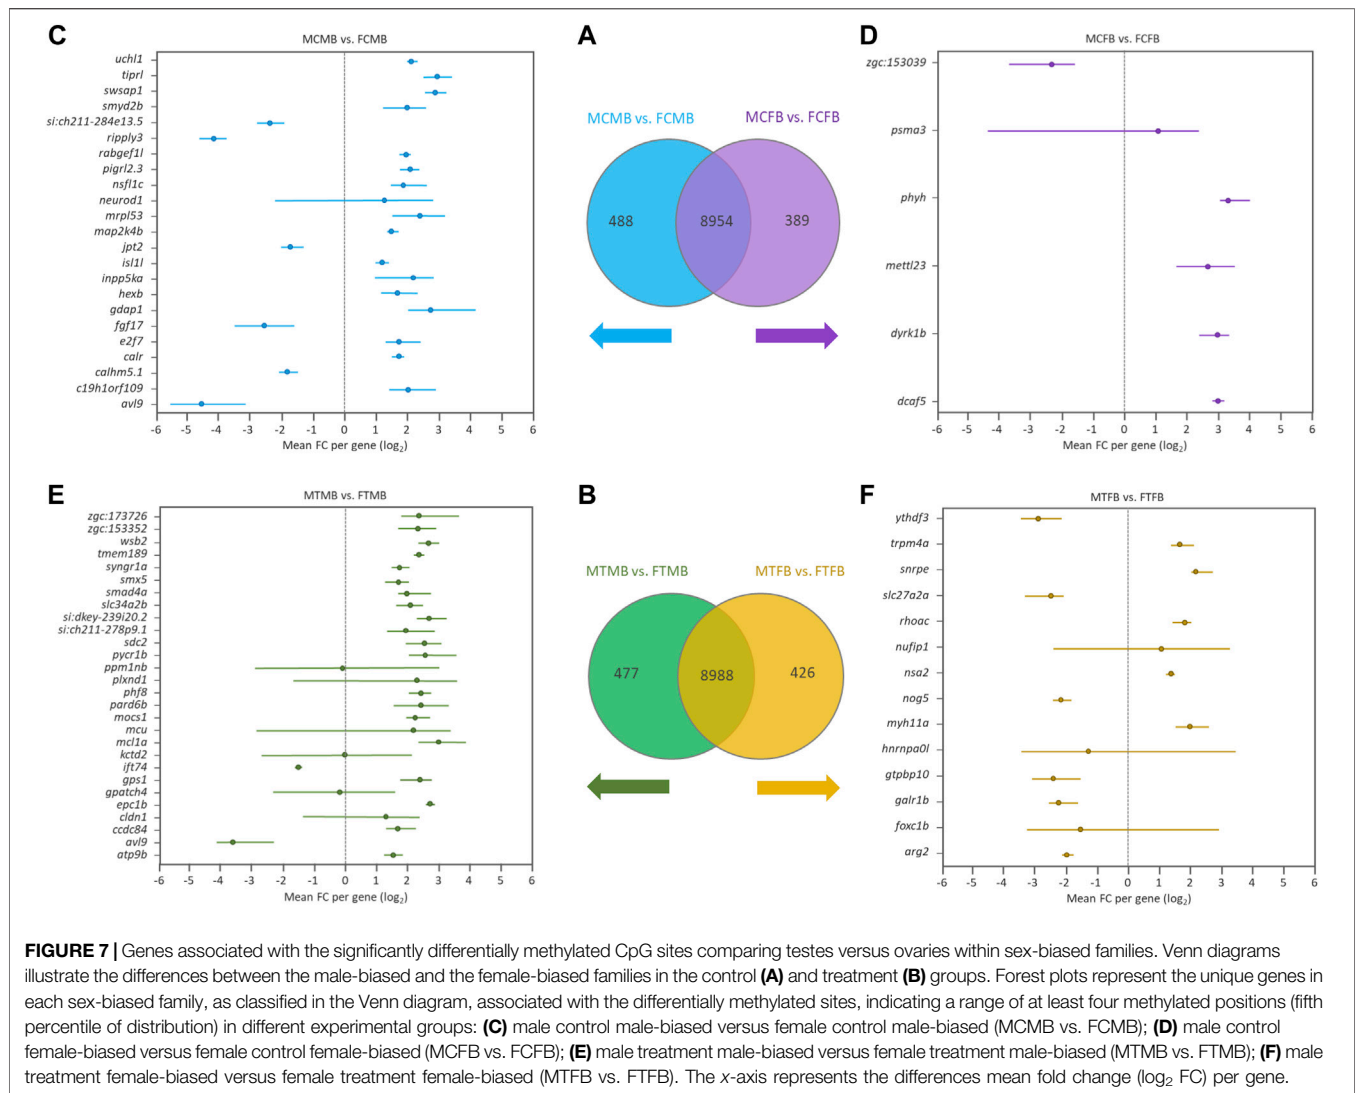 C
MCMB vs. FCMB
uchl1
tiprl
swsap1
smyd2b
si:ch211-284e13.5
ripply3
rabgef1l
pigrl2.3
nsfl1c
neurod1
mrpl53
map2k4b
jpt2
isl1l
inpp5ka
hexb
gdap1
fgf17
e2f7
calr
calhm5.1
c19h1orf109
avl9
-6 -5 -4 -3 -2 -1 0 1 2 3 4 5 6
Mean FC per gene (log2)
A
MCMB vs. FCMB MCFB vs. FCFB
488 8954 389
D
MCFB vs. FCFB
zgc:153039
psma3
phyh
mettl23
dyrk1b
dcaf5
-6 -5 -4 -3 -2 -1 0 1 2 3 4 5 6
Mean FC per gene (log2)
E
MTMB vs. FTMB
zgc:173726
zgc:153352
wsb2
tmem189
syngr1a
smx5
smad4a
slc34a2b
si:dkey-239i20.2
si:ch211-278p9.1
sdc2
pycr1b
ppm1nb
plxnd1
phf8
pard6b
mocs1
mcu
mcl1a
kctd2
ift74
gps1
gpatch4
epc1b
cldn1
ccdc84
avl9
atp9b
-6 -5 -4 -3 -2 -1 0 1 2 3 4 5 6
Mean FC per gene (log2)
B
MTMB vs. FTMB MTFB vs. FTFB
477 8988 426
F
MTFB vs. FTFB
ythdf3
trpm4a
snrpe
slc27a2a
rhoac
nufip1
nsa2
nog5
myh11a
hnrnpa0l
gtpbp10
galr1b
foxc1b
arg2
-6 -5 -4 -3 -2 -1 0 1 2 3 4 5 6
Mean FC per gene (log2)
FIGURE 7 | Genes associated with the significantly differentially methylated CpG sites comparing testes versus ovaries within sex-biased families. Venn diagrams
illustrate the differences between the male-biased and the female-biased families in the control (A) and treatment (B) groups. Forest plots represent the unique genes in
each sex-biased family, as classified in the Venn diagram, associated with the differentially methylated sites, indicating a range of at least four methylated positions (fifth
percentile of distribution) in different experimental groups: (C) male control male-biased versus female control male-biased (MCMB vs. FCMB); (D) male control
female-biased versus female control female-biased (MCFB vs. FCFB); (E) male treatment male-biased versus female treatment male-biased (MTMB vs. FTMB); (F) male
treatment female-biased versus female treatment female-biased (MTFB vs. FTFB). The x-axis represents the differences mean fold change (log2 FC) per gene.